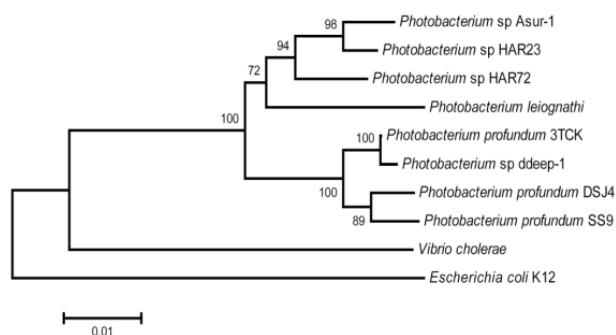 98
Photobacterium sp Asur-1
94
Photobacterium sp HAR23
72
Photobacterium sp HAR72
100
Photobacterium leiognathi
100
Photobacterium profundum 3TCK
Photobacterium sp ddeep-1
100
Photobacterium profundum DSJ4
89
Photobacterium profundum SS9
Vibrio cholerae
Escherichia coli K12
0.01